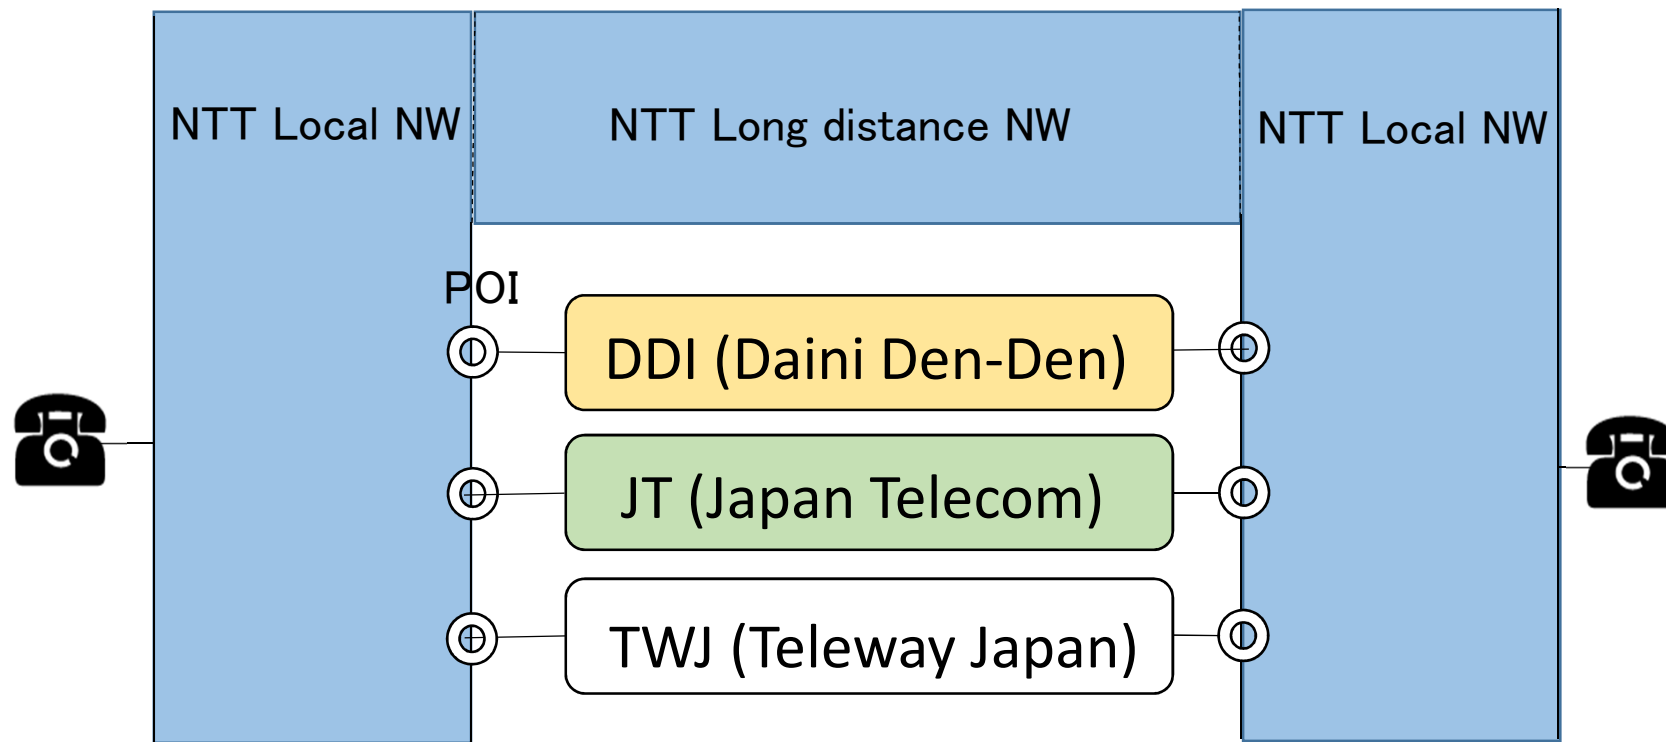 NTT Local NW
NTT Long distance NW
NTT Local NW
POI
DDI (Daini Den-Den)
JT (Japan Telecom)
TWJ (Teleway Japan)